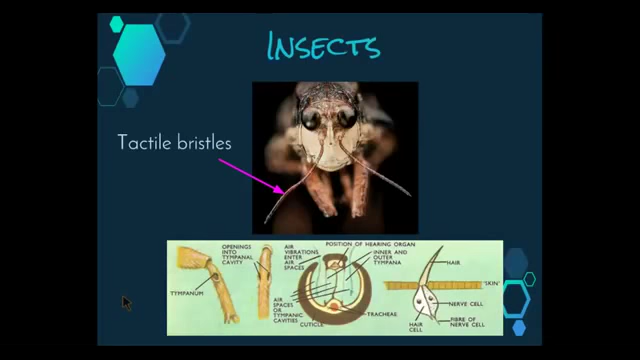 INSECTS
Tactile bristles
OPENINGS
INTO
TYMPANAL
CAVITY
TYMPANUM
AIR
VIBRATIONS
ENTER
AIR
SPACES
POSITION OF HEARING ORGAN
INNER AND
OUTER
TYMPANA
AIR
SPACES
OR
TYMPANIC
CAVITIES
CUTICLE
TRACHEAE
HAIR
'SKIN'
NERVE CELL
HAIR
CELL
FIBRE OF
NERVE CELL